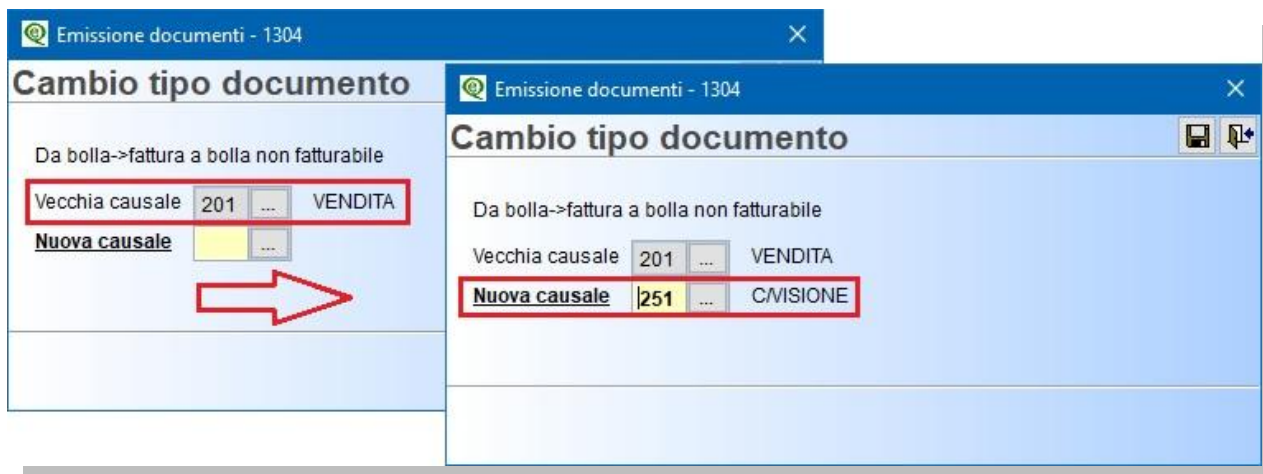 Emissione documenti - 1304
Cambio tipo documento
Da bolla->fattura a bolla non fatturabile
Vecchia causale 201 ... VENDITA
Nuova causale ...
Emissione documenti - 1304
Cambio tipo documento
Da bolla->fattura a bolla non fatturabile
Vecchia causale 201 ... VENDITA
Nuova causale 251 ... C/VISIONE